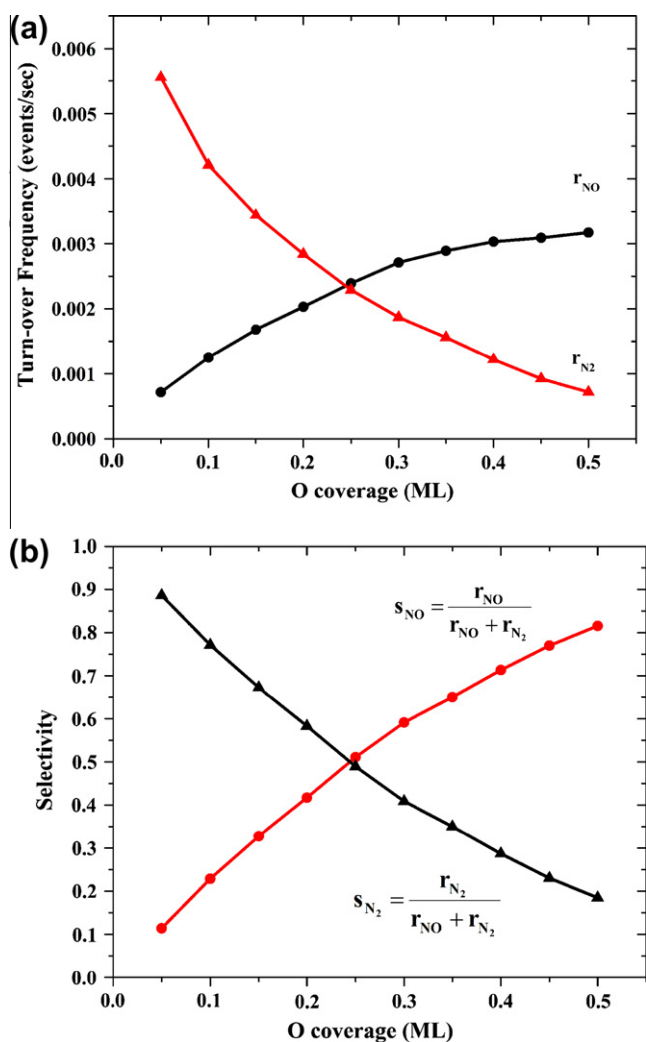 (a)
0.006
0.005
0.004
0.003
0.002
0.001
0.000
Turn-over Frequency (events/sec)
r_NO
r_N2
0.0 0.1 0.2 0.3 0.4 0.5
O coverage (ML)
(b)
1.0
0.9
0.8
0.7
0.6
0.5
0.4
0.3
0.2
0.1
0.0
Selectivity
s_NO = r_NO / (r_NO + r_N₂)
s_N₂ = r_N₂ / (r_NO + r_N₂)
0.0 0.1 0.2 0.3 0.4 0.5
O coverage (ML)